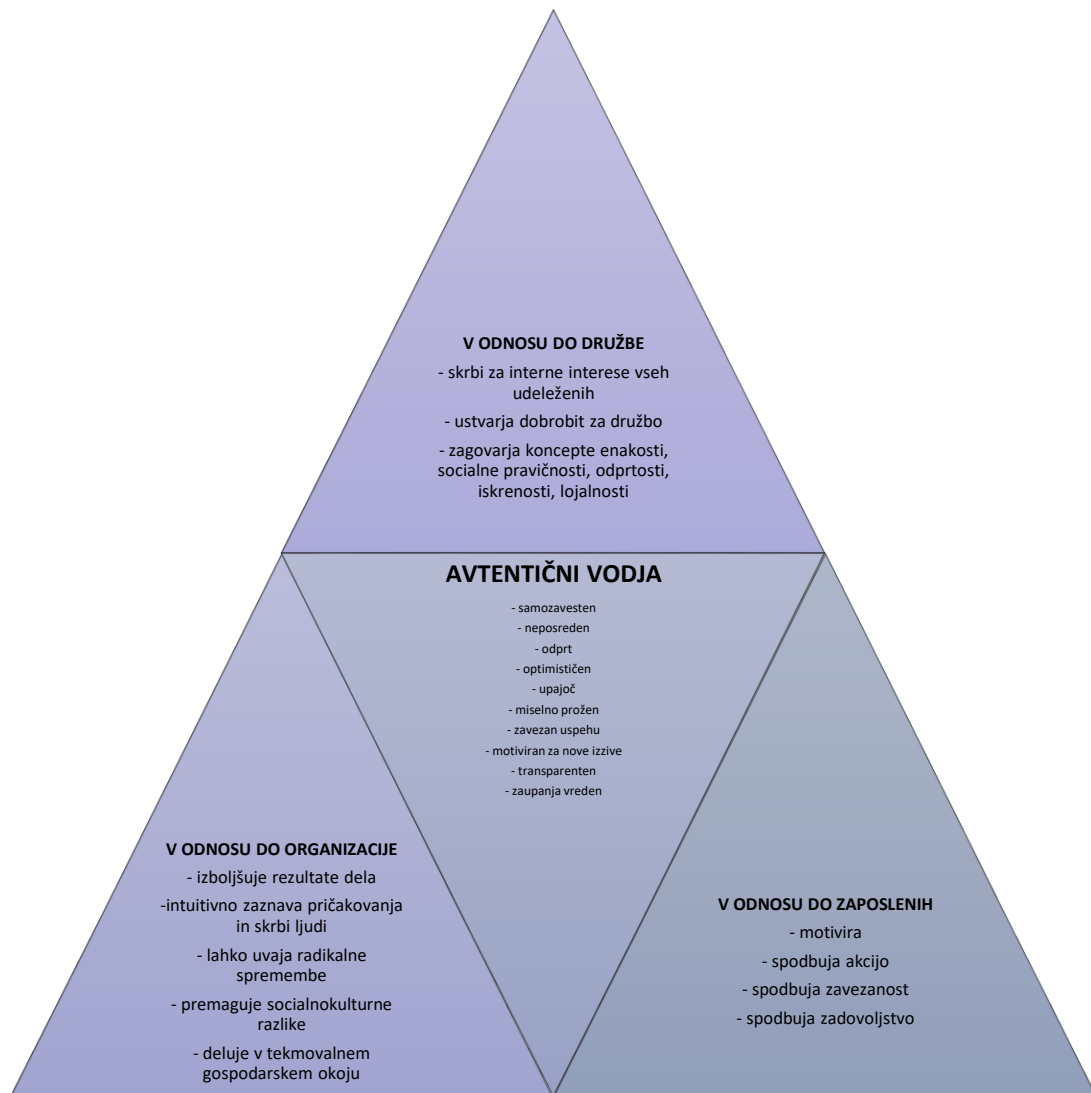 V ODNOSU DO DRUŽBE
- skrbi za interne interese vseh
udeleženih
- ustvarja dobrobit za družbo
- zagovarja koncepte enakosti,
socialne pravičnosti, odprtosti,
iskrenosti, lojalnosti
AVTENTIČNI VODJA
- samozavesten
- neposreden
- odprt
- optimističen
- upajoč
- miselno prožen
- zavezan uspehu
- motiviran za nove izzive
- transparenten
- zaupanja vreden
V ODNOSU DO ORGANIZACIJE
- izboljšuje rezultate dela
-intuitivno zaznava pričakovanja
in skrbi ljudi
- lahko uvaja radikalne
spremembe
- premaguje socialnokulturne
razlike
- deluje v tekmovalnem
gospodarskem okoju
V ODNOSU DO ZAPOSLENIH
- motivira
- spodbuja akcijo
- spodbuja zavezanost
- spodbuja zadovoljstvo